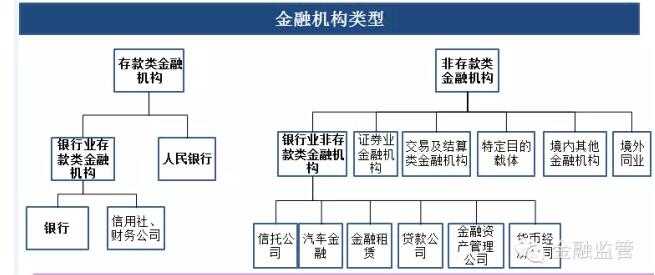 金融机构类型
存款类金融
机构
非存款类
金融机构
银行业存
款类金融
机构
人民银行
银行业非存
款类金融机
构
证券业
金融机
构
交易及结算
类金融机构
特定目的
载体
境内其他
金融机构
境外
同业
银行
信用社、
财务公司
信托公
司
汽车金
融
金融租
赁
贷款公
司
金融资
产管理
公司
货币经
公司
金融监管